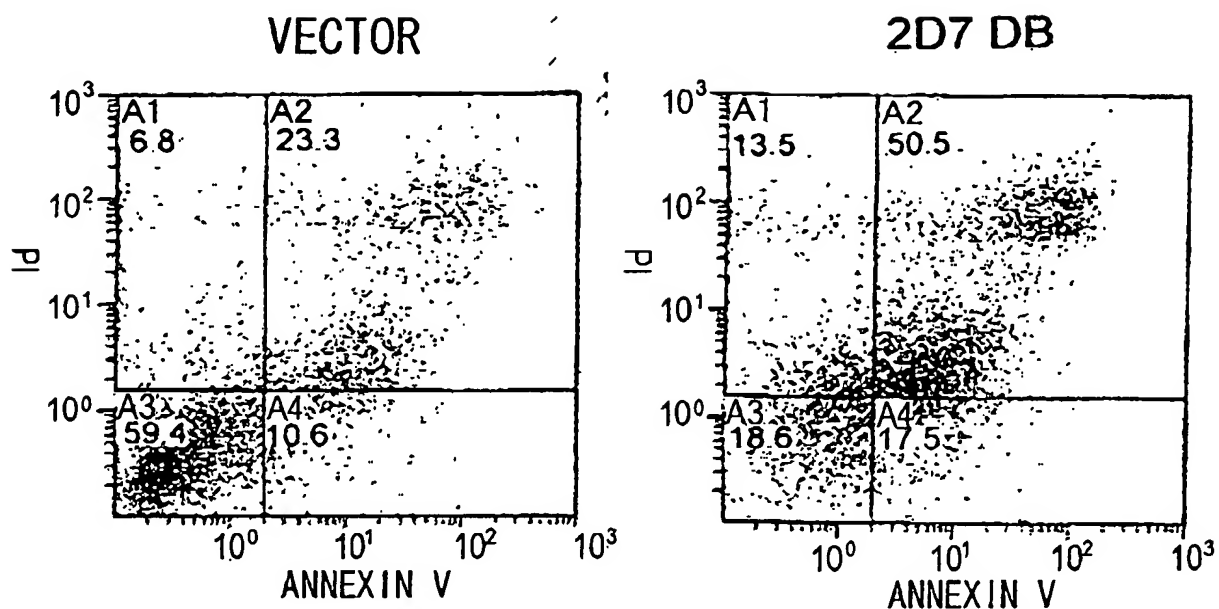 VECTOR
2D7 DB
10³
A1
6.8
A2
23.3
10²
PI
10¹
10⁰
A3
59.4
A4
10.6
10⁰ 10¹ 10² 10³
ANNEXIN V
10³
A1
13.5
A2
50.5
10²
PI
10¹
10⁰
A3
18.6
A4
17.5
10⁰ 10¹ 10² 10³
ANNEXIN V